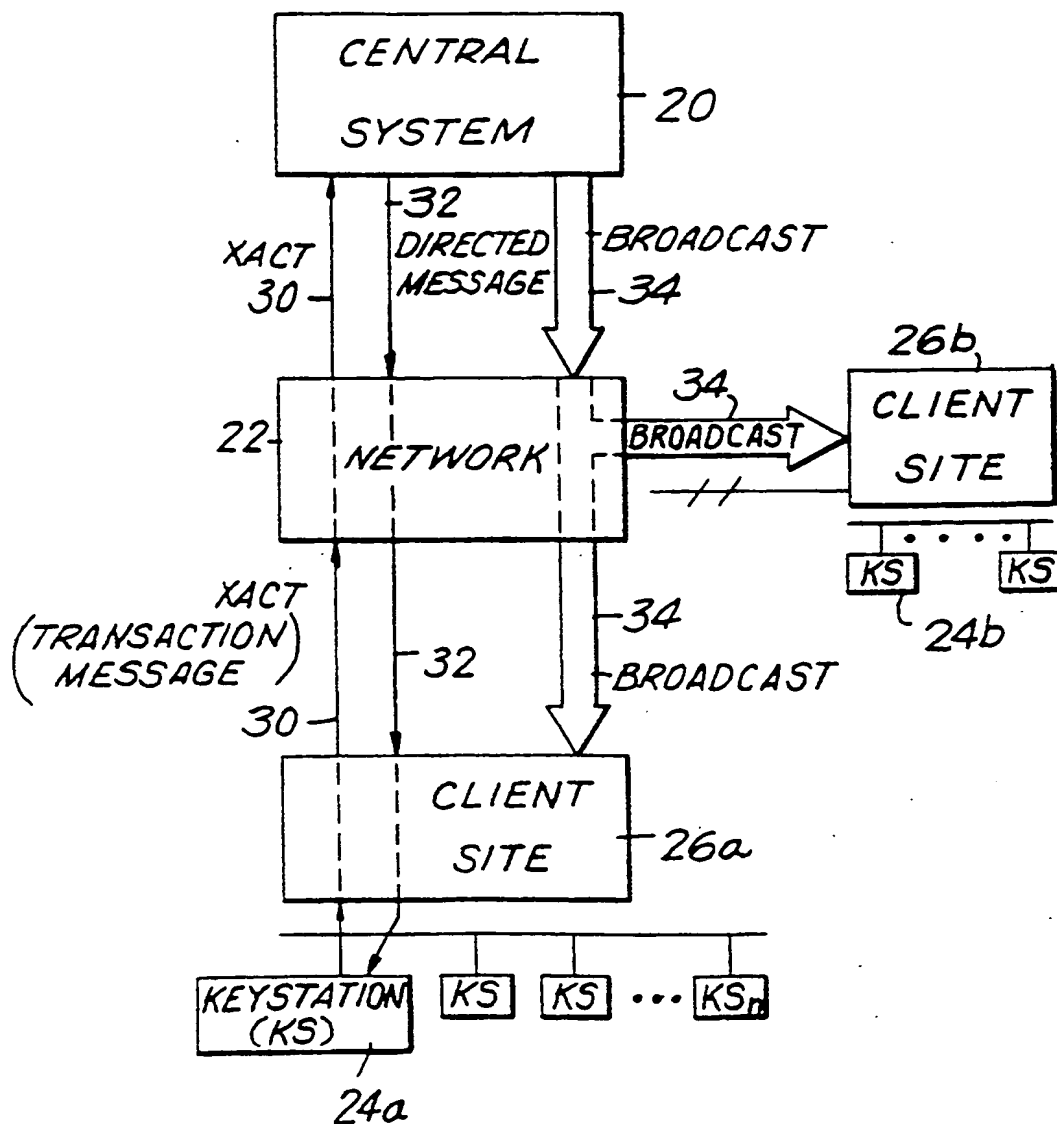 CENTRAL
SYSTEM
20
32
DIRECTED
MESSAGE
XACT
30
BROADCAST
34
26b
CLIENT
SITE
34
BROADCAST
22
NETWORK
KS
....
KS
24b
XACT
(TRANSACTION
MESSAGE)
30
32
34
BROADCAST
CLIENT
SITE
26a
KEYSTATION
(KS)
KS
KS
...
KSn
24a